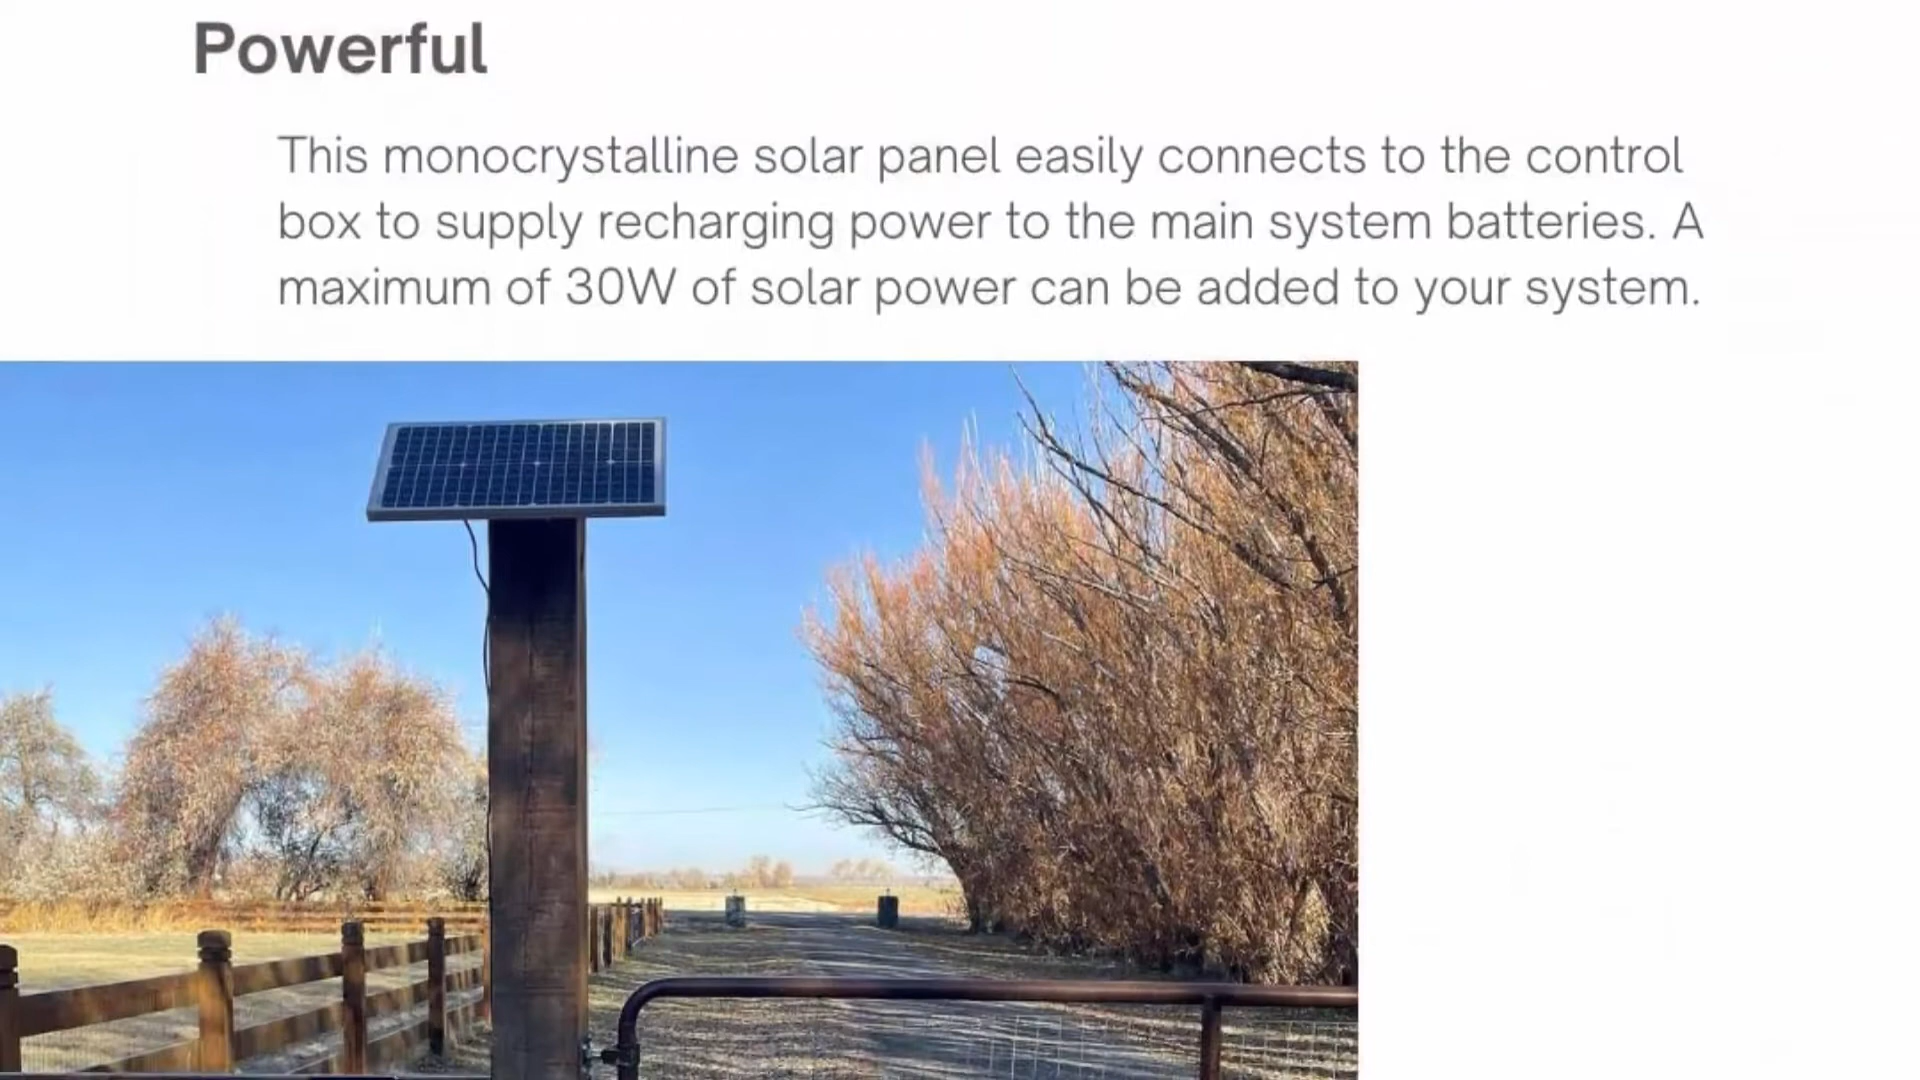 Powerful
This monocrystalline solar panel easily connects to the control
box to supply recharging power to the main system batteries. A
maximum of 30W of solar power can be added to your system.